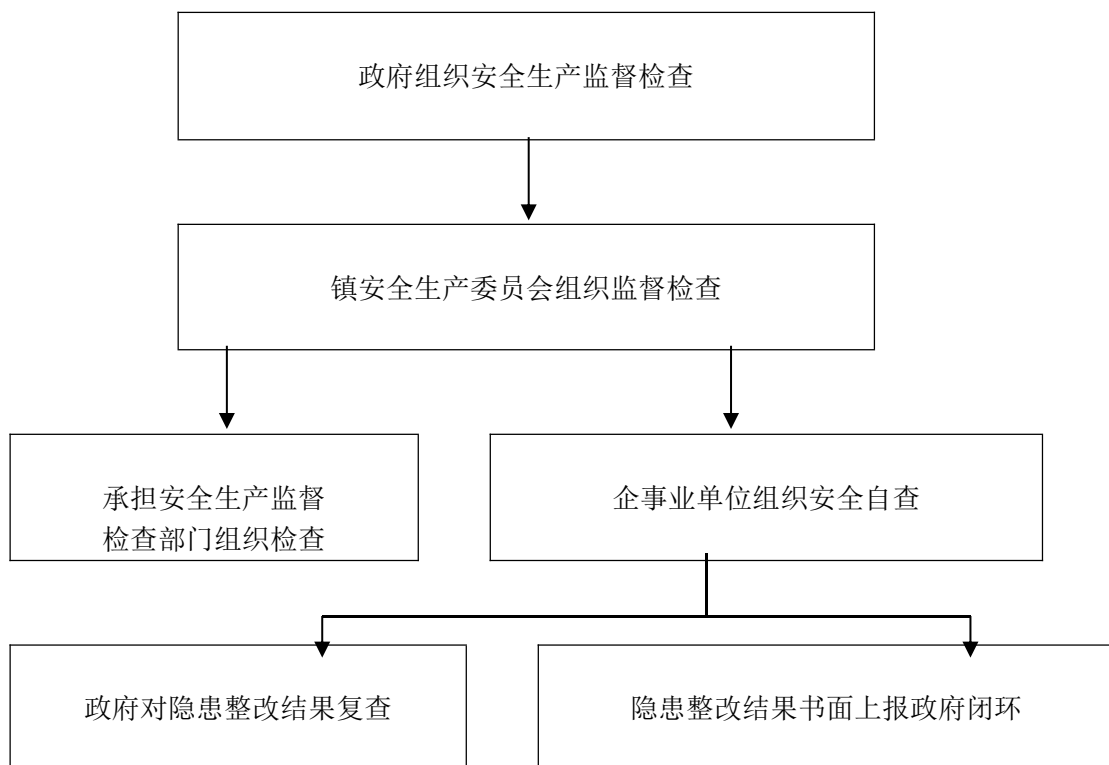 政府组织安全生产监督检查
镇安全生产委员会组织监督检查
承担安全生产监督
检查部门组织检查
企事业单位组织安全自查
政府对隐患整改结果复查
隐患整改结果书面上报政府闭环